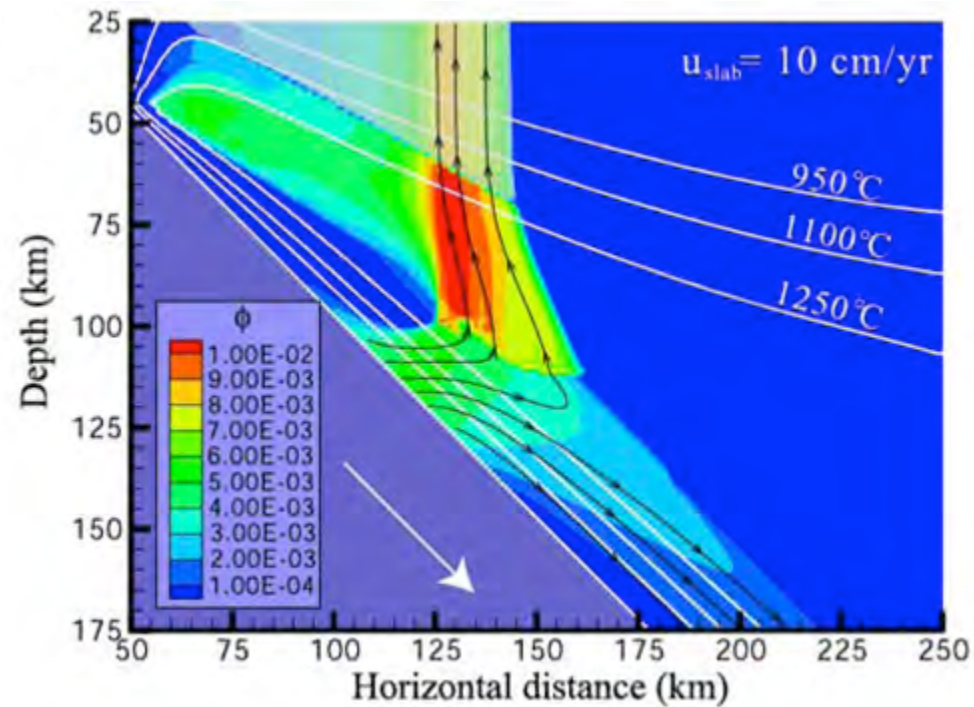 u_slab = 10 cm/yr
Depth (km)
25
50
75
100
125
150
175
950℃
1100℃
1250℃
ϕ
1.00E-02
9.00E-03
8.00E-03
7.00E-03
6.00E-03
5.00E-03
4.00E-03
3.00E-03
2.00E-03
1.00E-04
50 75 100 125 150 175 200 225 250
Horizontal distance (km)